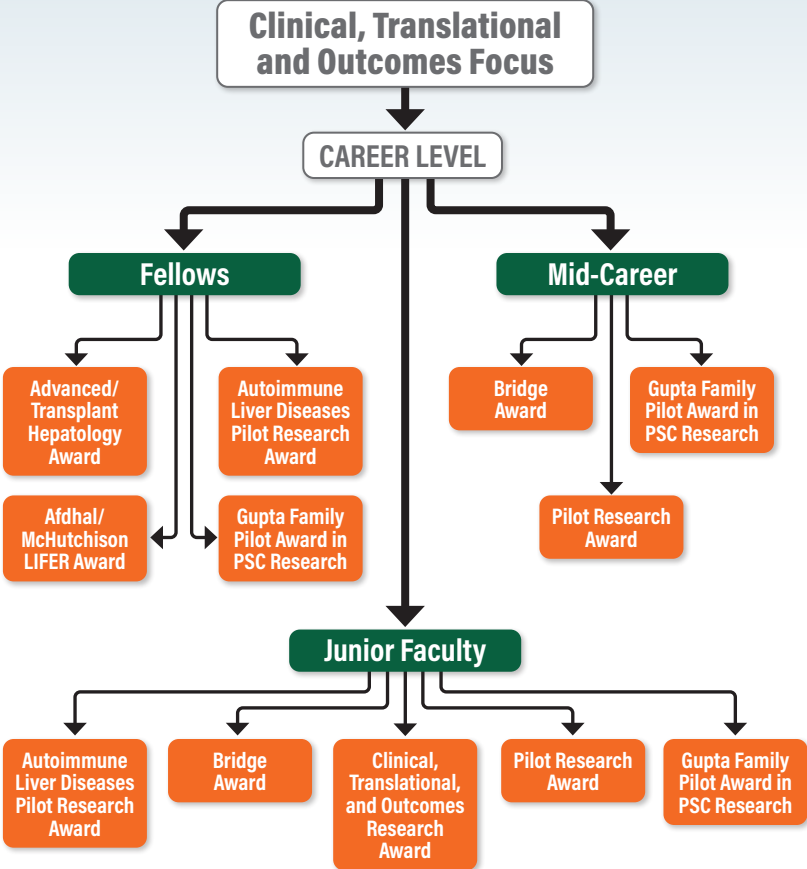 Clinical, Translational
and Outcomes Focus
CAREER LEVEL
Fellows
Mid-Career
Advanced/
Transplant
Hepatology
Award
Autoimmune
Liver Diseases
Pilot Research
Award
Bridge
Award
Gupta Family
Pilot Award in
PSC Research
Afdhal/
McHutchison
LIFER Award
Gupta Family
Pilot Award in
PSC Research
Pilot Research
Award
Junior Faculty
Autoimmune
Liver Diseases
Pilot Research
Award
Bridge
Award
Clinical,
Translational,
and Outcomes
Research
Award
Pilot Research
Award
Gupta Family
Pilot Award in
PSC Research